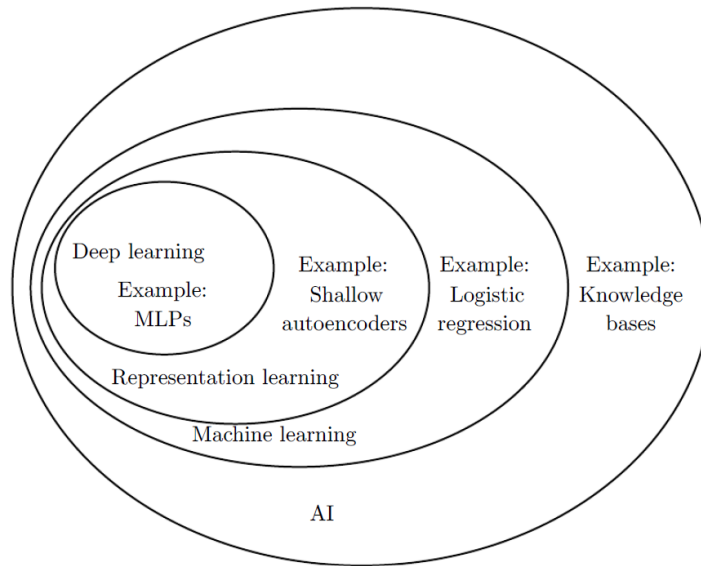 Deep learning
Example:
MLPs
Example:
Shallow
autoencoders
Example:
Logistic
regression
Example:
Knowledge
bases
Representation learning
Machine learning
AI